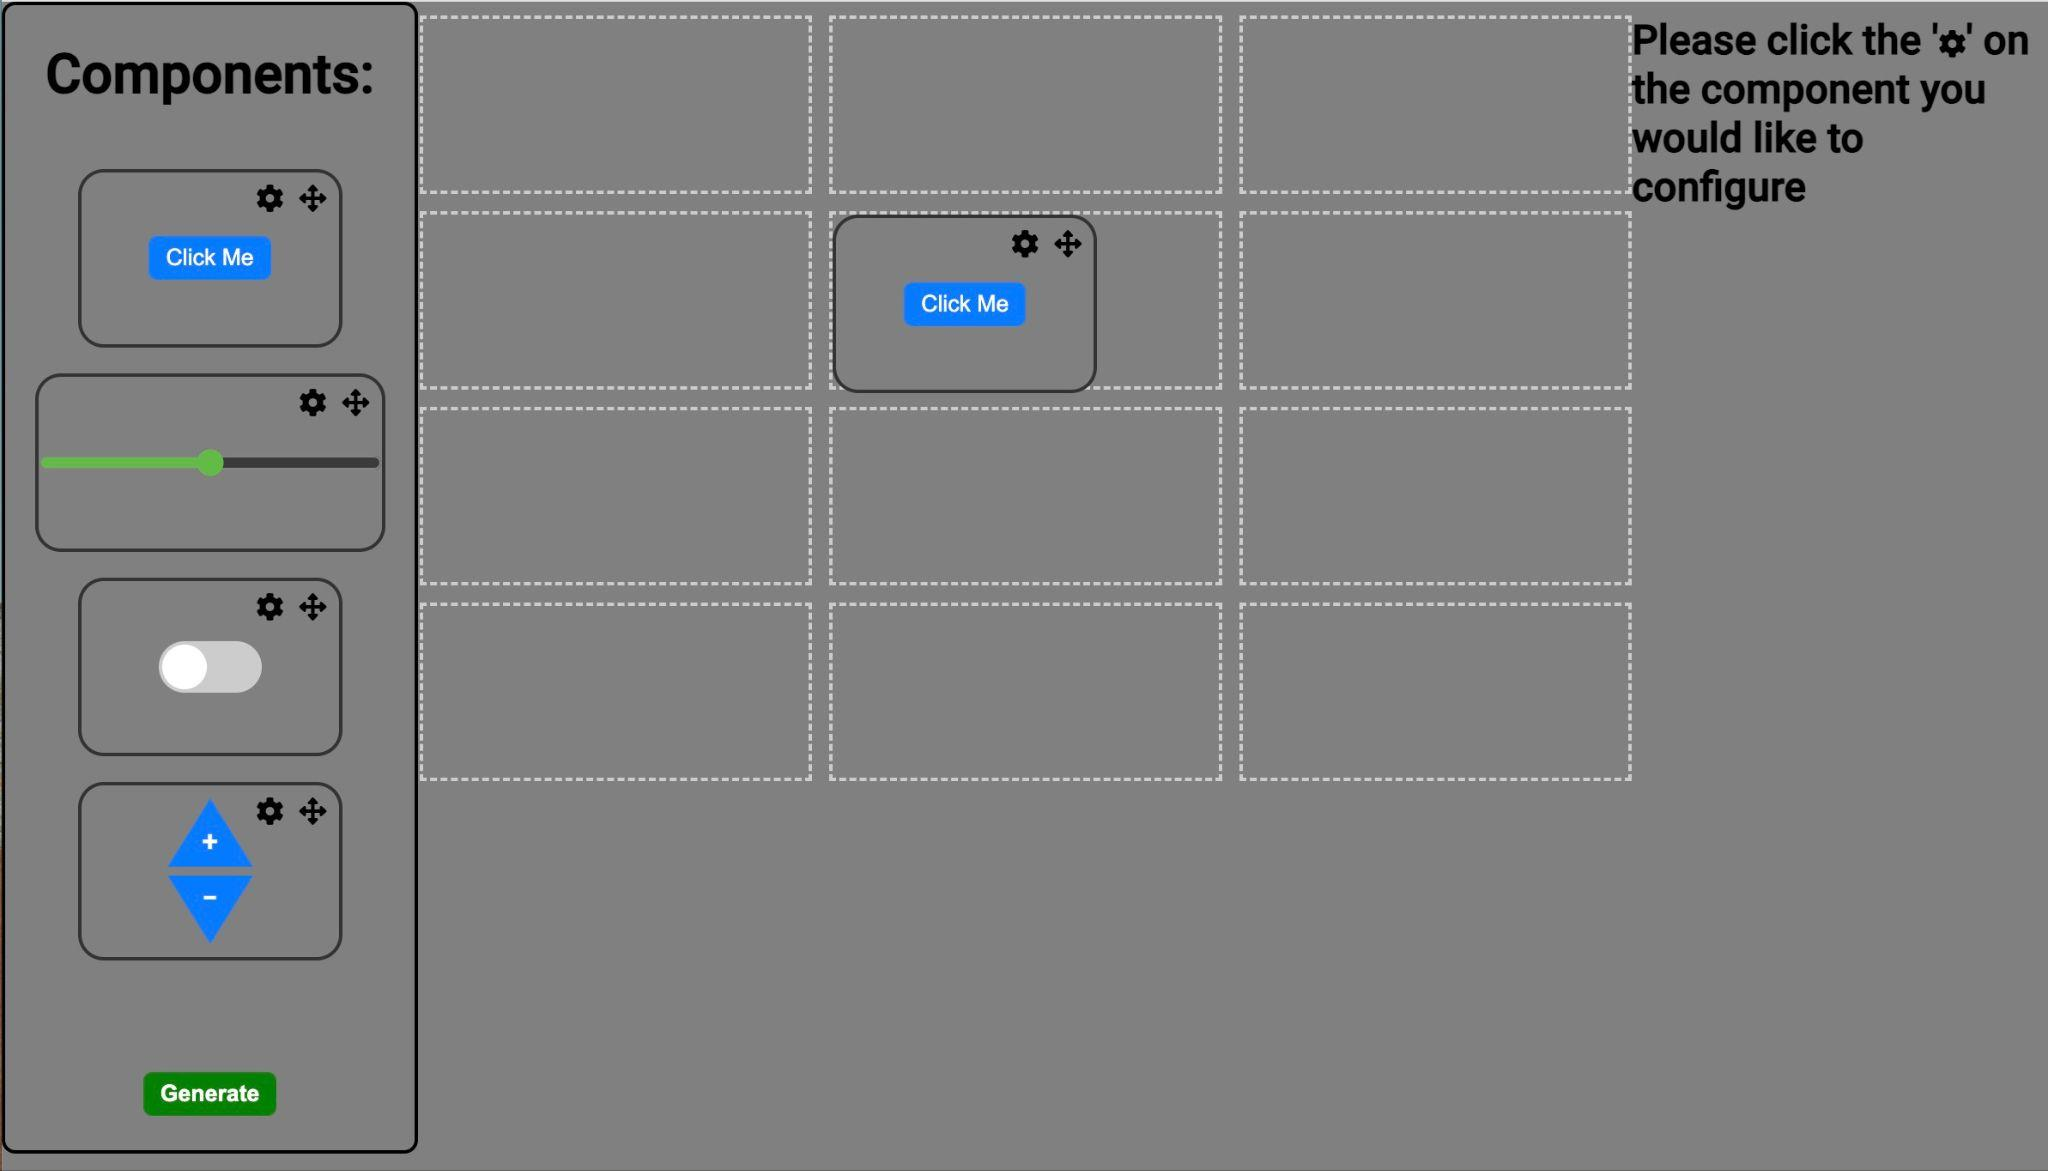 Components:
Click Me
+
-
Generate
Click Me
Please click the '⚙' on
the component you
would like to
configure